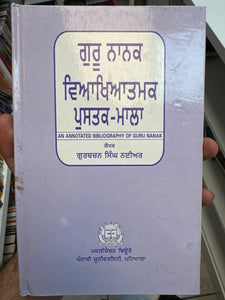 ਗੁਰੂ ਨਾਨਕ
ਵਿਆਖਿਆਤਮਕ
ਪੁਸਤਕ-ਮਾਲਾ
AN ANNOTATED BIBLIOGRAPHY OF GURU NANAK
ਲੇਖਕ
ਗੁਰਬਚਨ ਸਿੰਘ ਨਈਅਰ
ਪਬਲੀਕੇਸ਼ਨ ਬਿਊਰੋ
ਪੰਜਾਬੀ ਯੂਨੀਵਰਸਿਟੀ, ਪਟਿਆਲਾ